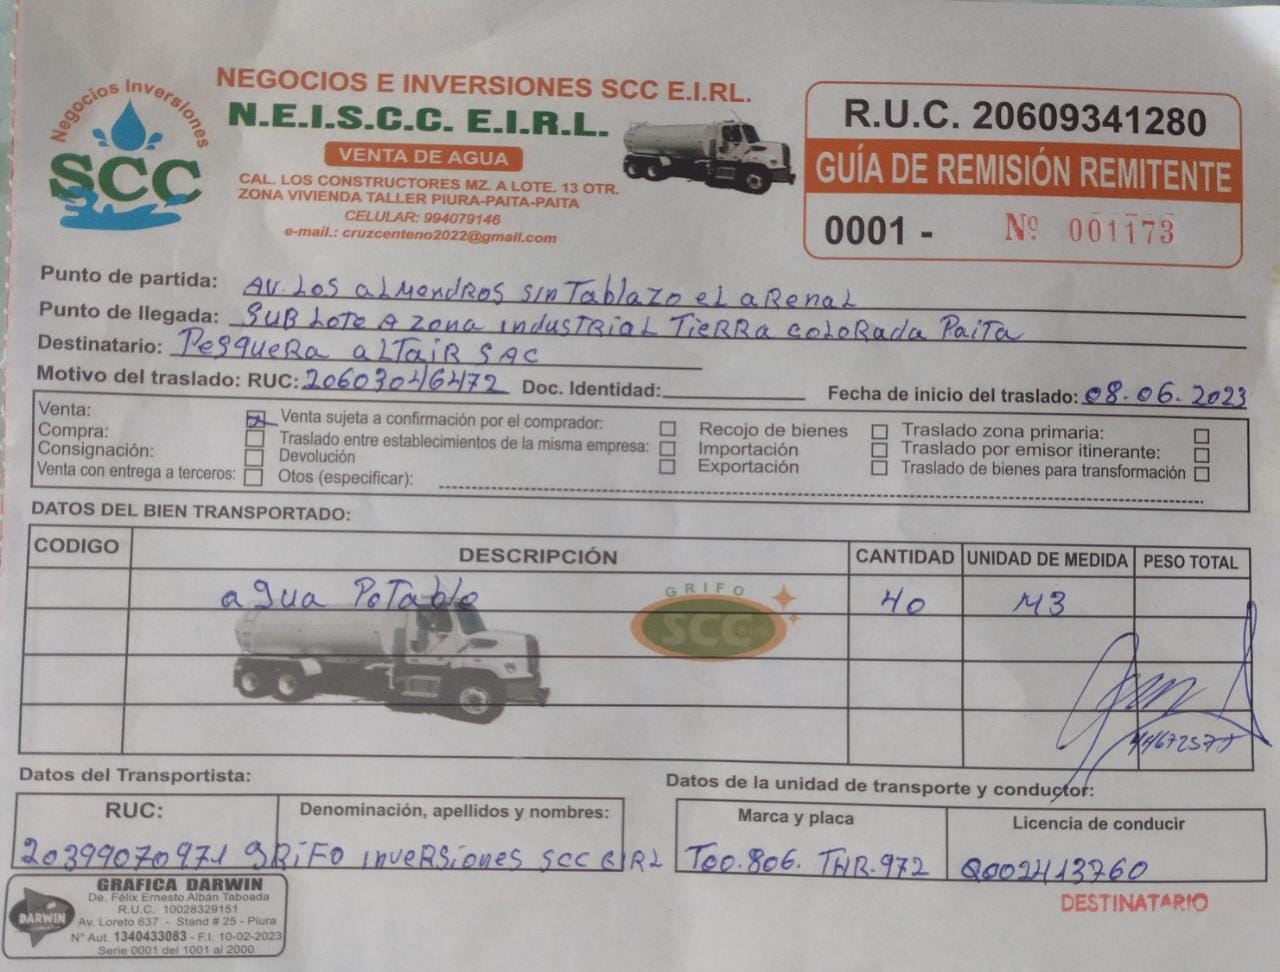 Negocios Inversiones
SCC
NEGOCIOS E INVERSIONES SCC E.I.RL.
N.E.I.S.C.C. E.I.R.L.
VENTA DE AGUA
CAL. LOS CONSTRUCTORES MZ. A LOTE. 13 OTR.
ZONA VIVIENDA TALLER PIURA-PAITA-PAITA
CELULAR: 994079146
e-mail.: cruzcenteno2022@gmail.com
R.U.C. 20609341280
GUÍA DE REMISIÓN REMITENTE
0001 - Nº 001173
Punto de partida: AV. LOS ALMENDROS SIN TABLAZO EL ARENAL
Punto de llegada: SUB LOTE A ZONA INDUSTRIAL TIERRA COLORADA PAITA
Destinatario: PESQUERA ALTAIR SAC
Motivo del traslado: RUC: 20603046472 Doc. Identidad: Fecha de inicio del traslado: 08.06.2023
Venta: Venta sujeta a confirmación por el comprador: Recojo de bienes Traslado zona primaria:
Compra: Traslado entre establecimientos de la misma empresa: Importación Traslado por emisor itinerante:
Consignación: Devolución Exportación Traslado de bienes para transformación
Venta con entrega a terceros: Otos (especificar):
DATOS DEL BIEN TRANSPORTADO:
CODIGO DESCRIPCIÓN CANTIDAD UNIDAD DE MEDIDA PESO TOTAL
agua Potable 40 M3
GRIFO
SCC E.I.RL
Datos del Transportista: Datos de la unidad de transporte y conductor:
RUC: Denominación, apellidos y nombres: Marca y placa Licencia de conducir
20399070971 GRIFO INVERSIONES SCC EIRL T00.806. THR.972 Q002413760
DESTINATARIO
GRAFICA DARWIN
De. Félix Ernesto Albán Taboada
R.U.C. 10028329151
DARWIN
Av. Loreto 637 - Stand # 25 - Piura
N° Aut. 1340433083 - F.I. 10-02-2023
Serie 0001 del 1001 al 2000